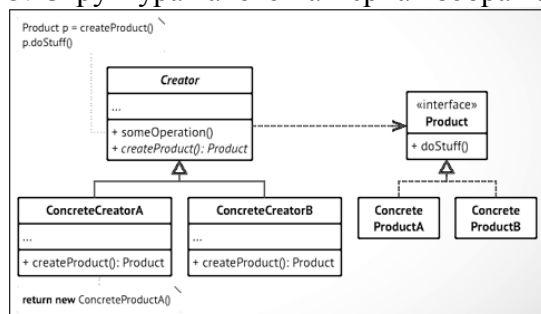 Product p = createProduct()
p.doStuff()
Creator
...
+ someOperation()
+ createProduct(): Product
«interface»
Product
+ doStuff()
ConcreteCreatorA
...
+ createProduct(): Product
ConcreteCreatorB
...
+ createProduct(): Product
Concrete
ProductA
Concrete
ProductB
return new ConcreteProductA()